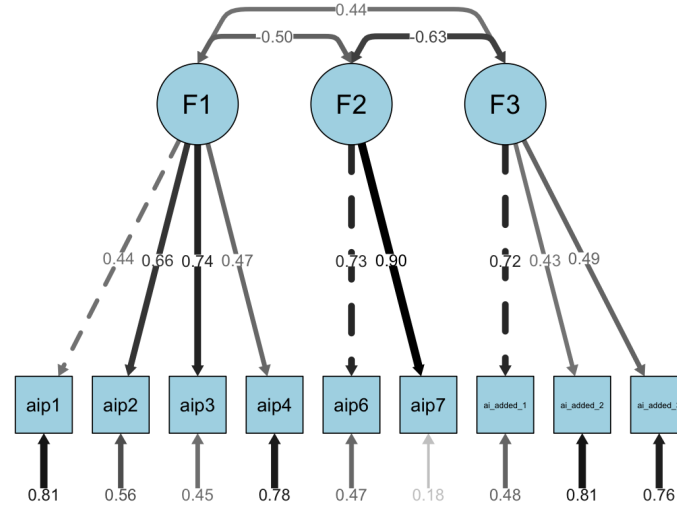 0.44
-0.50 -0.63
F1 F2 F3
0.44 0.66 0.74 0.47 0.73 0.90 0.72 0.43 0.49
aip1 aip2 aip3 aip4 aip6 aip7 ai_added_1 ai_added_2
0.81 0.56 0.45 0.78 0.47 0.18 0.48 0.81 0.76